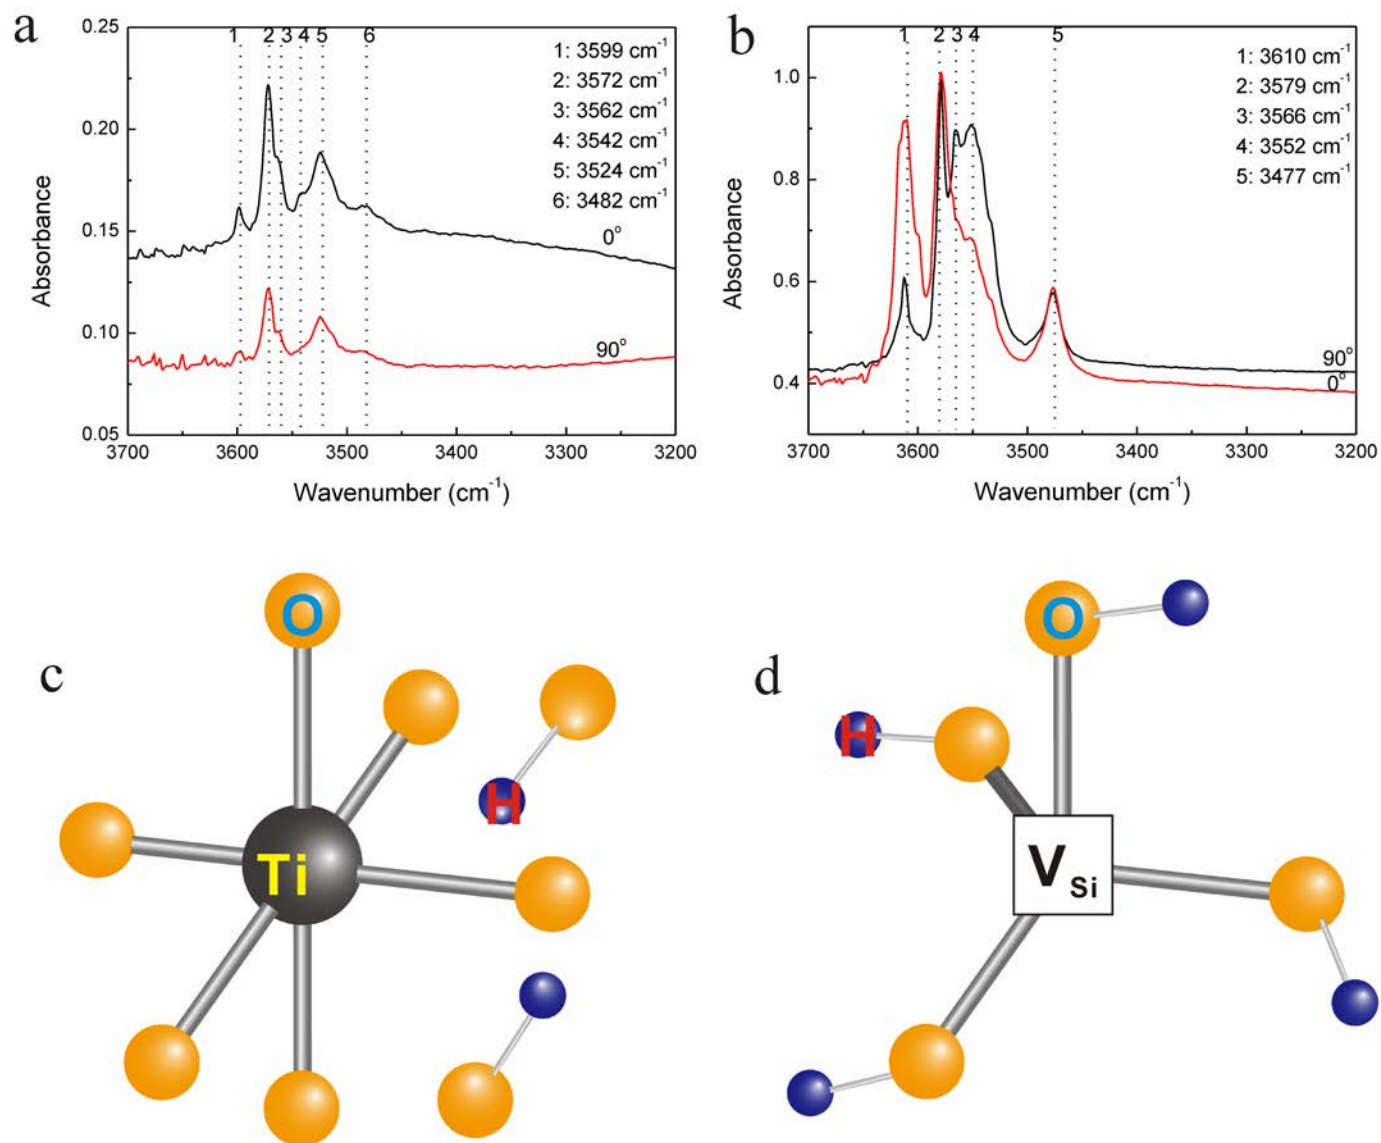 a
0.25
0.20
0.15
0.10
0.05
Absorbance
1 2 3 4 5 6
1: 3599 cm⁻¹
2: 3572 cm⁻¹
3: 3562 cm⁻¹
4: 3542 cm⁻¹
5: 3524 cm⁻¹
6: 3482 cm⁻¹
0°
90°
3700 3600 3500 3400 3300 3200
Wavenumber (cm⁻¹)
b
1.0
0.8
0.6
0.4
Absorbance
1 2 3 4 5
1: 3610 cm⁻¹
2: 3579 cm⁻¹
3: 3566 cm⁻¹
4: 3552 cm⁻¹
5: 3477 cm⁻¹
90°
0°
3700 3600 3500 3400 3300 3200
Wavenumber (cm⁻¹)
c
O
H
Ti
d
O
H
V Si